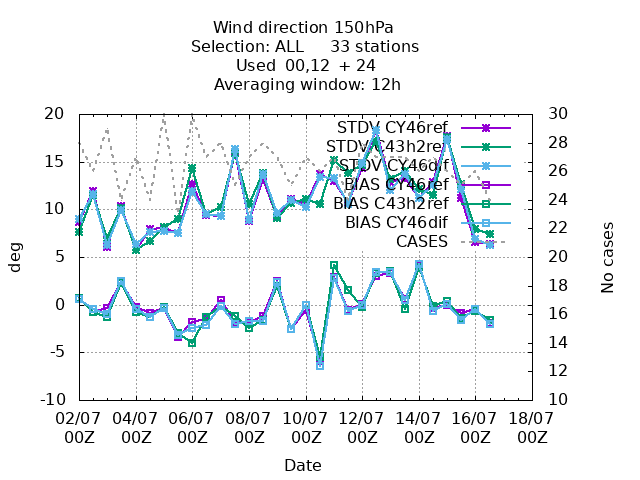 Wind direction 150hPa
Selection: ALL 33 stations
Used 00,12 + 24
Averaging window: 12h
20 30
STDV CY46ref
28
STDV C43h2ref
15
STDV CY46dif
26
BIAS CY46ref
24
BIAS C43h2ref
10
BIAS CY46dif
22
CASES
5 20
deg
No cases
18
0
16
-5
14
12
-10 10
02/07 04/07 06/07 08/07 10/07 12/07 14/07 16/07 18/07
00Z 00Z 00Z 00Z 00Z 00Z 00Z 00Z 00Z
Date